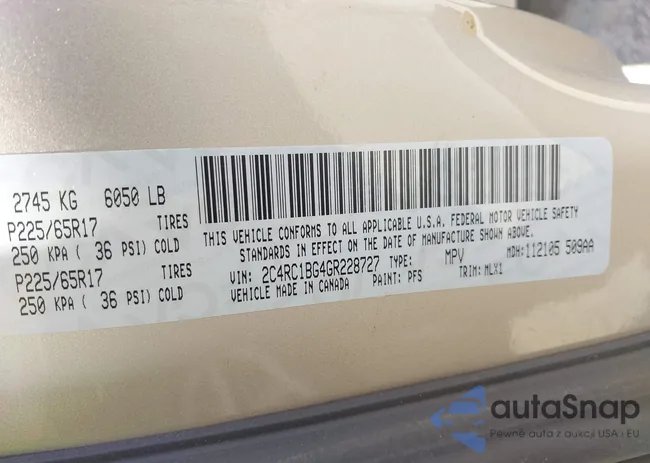 2745 KG 6050 LB
P225/65R17 TIRES
250 KPA ( 36 PSI) COLD
P225/65R17 TIRES
250 KPA ( 36 PSI) COLD
THIS VEHICLE CONFORMS TO ALL APPLICABLE U.S.A. FEDERAL MOTOR VEHICLE SAFETY
STANDARDS IN EFFECT ON THE DATE OF MANUFACTURE SHOWN ABOVE.
VIN: 2C4RC1BG4GR228727 TYPE: MPV MDH: 112105 509AA
VEHICLE MADE IN CANADA PAINT: PFS TRIM: MLX1
autoSnap
Pewne auta z aukcji USA i EU